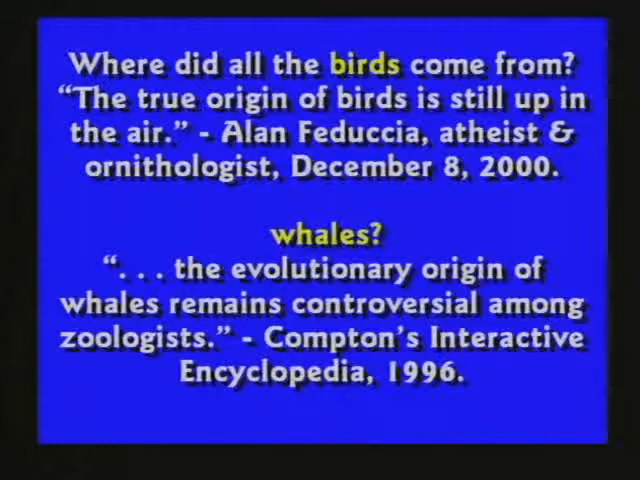 Where did all the birds come from?
“The true origin of birds is still up in
the air.” - Alan Feduccia, atheist &
ornithologist, December 8, 2000.
whales?
“. . . the evolutionary origin of
whales remains controversial among
zoologists.” - Compton’s Interactive
Encyclopedia, 1996.